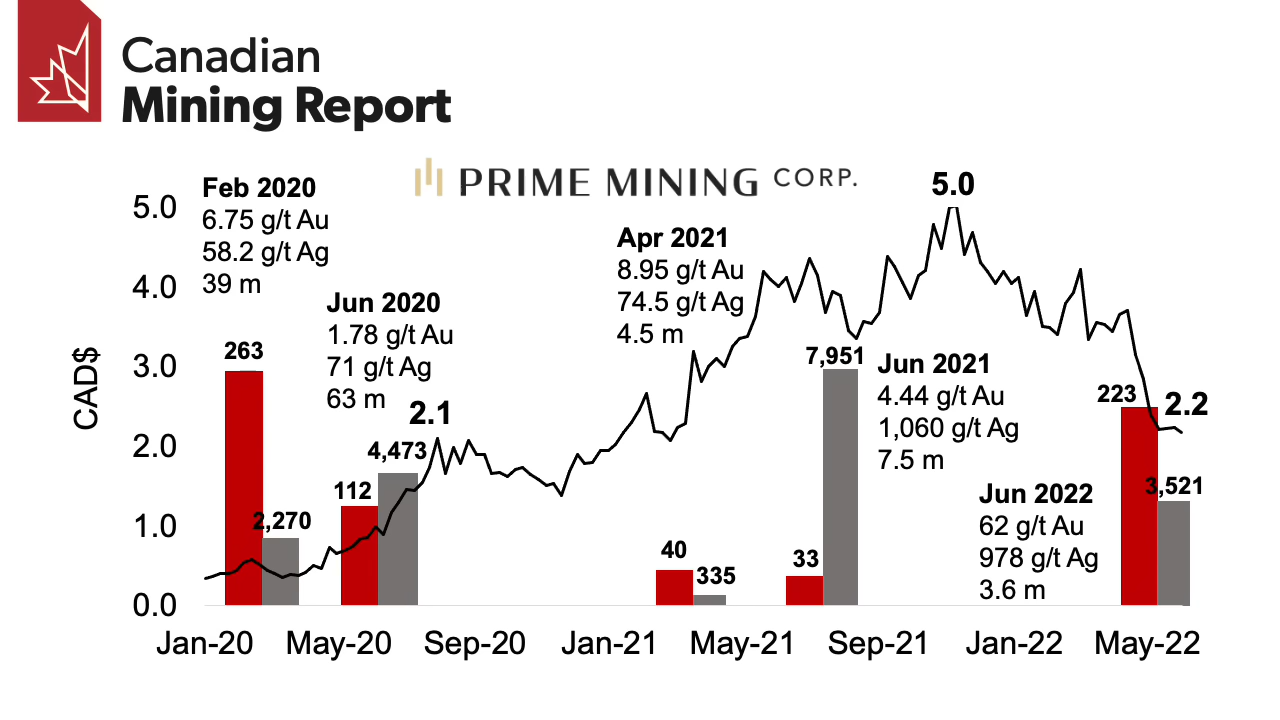 Canadian
Mining Report
PRIME MINING CORP.
CAD$
5.0
4.0
3.0
2.0
1.0
0.0
Feb 2020
6.75 g/t Au
58.2 g/t Ag
39 m
263
2,270
Jun 2020
1.78 g/t Au
71 g/t Ag
63 m
2.1
112
4,473
Apr 2021
8.95 g/t Au
74.5 g/t Ag
4.5 m
40
335
5.0
7,951
33
Jun 2021
4.44 g/t Au
1,060 g/t Ag
7.5 m
Jun 2022
62 g/t Au
978 g/t Ag
3.6 m
223
2.2
3,521
Jan-20 May-20 Sep-20 Jan-21 May-21 Sep-21 Jan-22 May-22